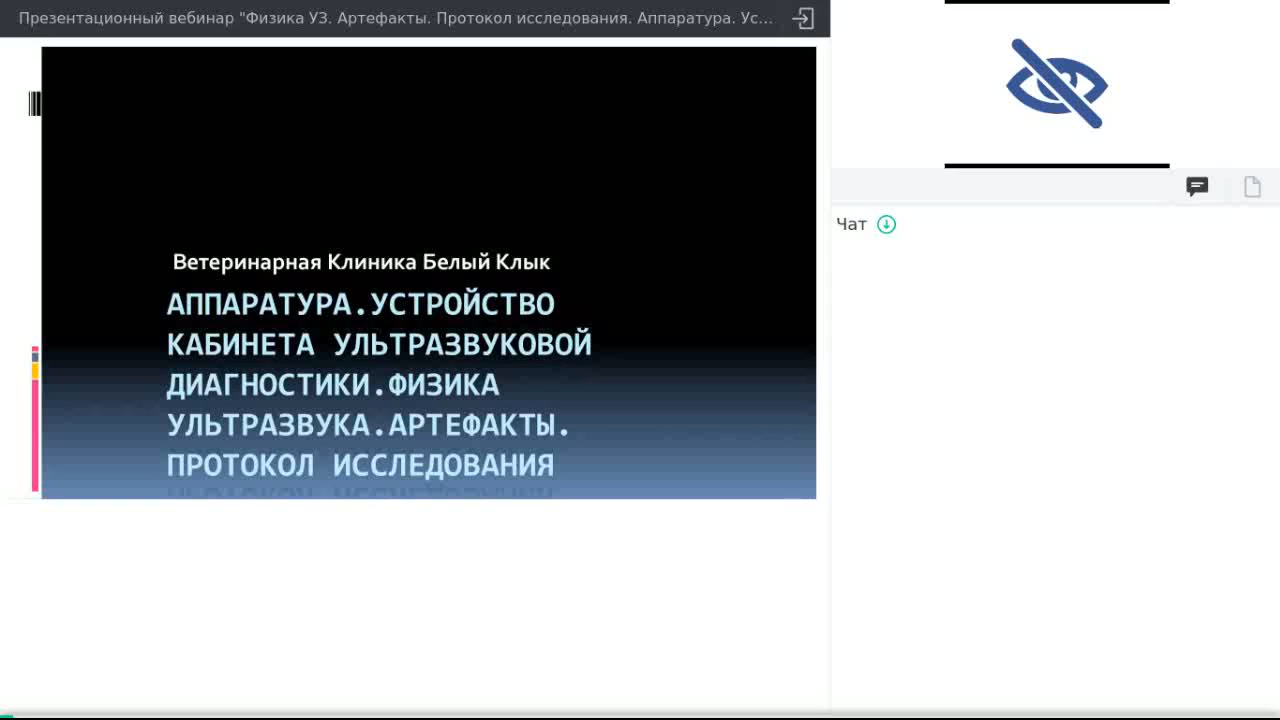 Презентационный вебинар "Физика УЗ. Артефакты. Протокол исследования. Аппаратура. Ус...
Ветеринарная Клиника Белый Клык
АППАРАТУРА.УСТРОЙСТВО
КАБИНЕТА УЛЬТРАЗВУКОВОЙ
ДИАГНОСТИКИ.ФИЗИКА
УЛЬТРАЗВУКА.АРТЕФАКТЫ.
ПРОТОКОЛ ИССЛЕДОВАНИЯ
Чат